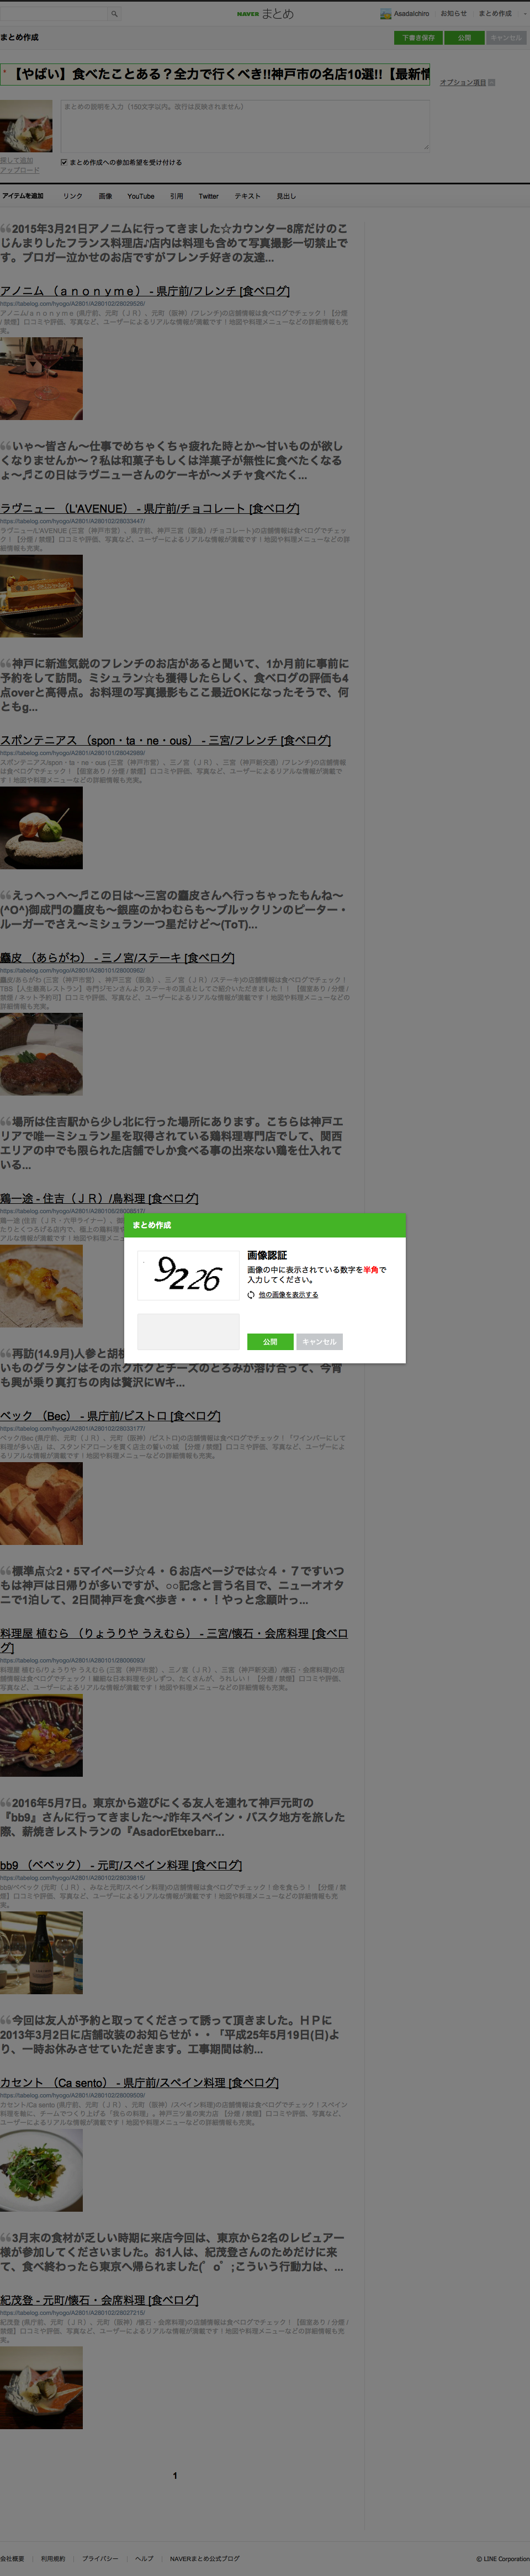 NAVER まとめ
AsadaIchiro お知らせ まとめ作成
まとめ作成
下書き保存 公開 キャンセル
* 【やばい】食べたことある？全力で行くべき!!神戸市の名店10選!!【最新情
オプション項目
まとめの説明を入力（150文字以内。改行は反映されません）
探して追加
アップロード
まとめ作成への参加希望を受け付ける
アイテムを追加 リンク 画像 YouTube 引用 Twitter テキスト 見出し
2015年3月21日アノニムに行ってきました☆カウンター8席だけのこ
じんまりしたフランス料理店♪店内は料理も含めて写真撮影一切禁止で
す。ブロガー泣かせのお店ですがフレンチ好きの友達...
アノニム （ａｎｏｎｙｍｅ） - 県庁前/フレンチ [食べログ]
https://tabelog.com/hyogo/A2801/A280102/28029528/
アノニム/ａｎｏｎｙｍｅ (県庁前、元町（ＪＲ）、元町（阪神）/フレンチ)の店舗情報は食べログでチェック！【分煙
/ 禁煙】口コミや評価、写真など、ユーザーによるリアルな情報が満載です！地図や料理メニューなどの詳細情報も充
実。
いゃ～皆さん～仕事でめちゃくちゃ疲れた時とか～甘いものが欲し
くなりませんか～？私は和菓子もしくは洋菓子が無性に食べたくなる
ょ～♬この日はラヴニューさんのケーキが～メチャ食べたく...
ラヴニュー （L'AVENUE） - 県庁前/チョコレート [食べログ]
https://tabelog.com/hyogo/A2801/A280102/28033447/
ラヴニュー/L'AVENUE (三宮（神戸市営）、県庁前、神戸三宮（阪急）/チョコレート)の店舗情報は食べログでチェッ
ク！【分煙 / 禁煙】口コミや評価、写真など、ユーザーによるリアルな情報が満載です！地図や料理メニューなどの詳
細情報も充実。
神戸に新進気鋭のフレンチのお店があると聞いて、1か月前に事前に
予約をして訪問。ミシュラン☆も獲得したらしく、食べログの評価も4
点overと高得点。お料理の写真撮影もここ最近OKになったそうで、何
ともg...
スポンテニアス （spon・ta・ne・ous） - 三宮/フレンチ [食べログ]
https://tabelog.com/hyogo/A2801/A280101/28042989/
スポンテニアス/spon・ta・ne・ous (三宮（神戸市営）、三ノ宮（ＪＲ）、三宮（神戸新交通）/フレンチ)の店舗情報
は食べログでチェック！【個室あり / 分煙 / 禁煙】口コミや評価、写真など、ユーザーによるリアルな情報が満載で
す！地図や料理メニューなどの詳細情報も充実。
えっへっへ～♬この日は～三宮の麤皮さんへ行っちゃったもんね～
(^O^)御成門の麤皮も～銀座のかわむらも～ブルックリンのピーター・
ルーガーでさえ～ミシュラン一つ星だけど～(ToT)...
麤皮 （あらがわ） - 三ノ宮/ステーキ [食べログ]
https://tabelog.com/hyogo/A2801/A280101/28000982/
麤皮/あらがわ (三宮（神戸市営）、神戸三宮（阪急）、三ノ宮（ＪＲ）/ステーキ)の店舗情報は食べログでチェック！
TBS【人生最高レストラン】寺門ジモンさんよりステーキの頂点としてご紹介いただきました！！ 【個室あり / 分煙 /
禁煙 / ネット予約可】口コミや評価、写真など、ユーザーによるリアルな情報が満載です！地図や料理メニューなどの
詳細情報も充実。
場所は住吉駅から少し北に行った場所にあります。こちらは神戸エ
リアで唯一ミシュラン星を取得されている鶏料理専門店でして、関西
エリアの中でも限られた店舗でしか食べる事の出来ない鶏を仕入れて
いる...
鶏一途 - 住吉（ＪＲ）/鳥料理 [食べログ]
まとめ作成
9226
画像認証
画像の中に表示されている数字を半角で
入力してください。
他の画像を表示する
公開 キャンセル
再訪(14.9月)人参と胡
いものグラタンはそのホクホクとチーズのとろみが溶け合って、今宵
も興が乗り真打ちの肉は贅沢にWキ...
ベック （Bec） - 県庁前/ビストロ [食べログ]
https://tabelog.com/hyogo/A2801/A280102/28033177/
ベック/Bec (県庁前、元町（ＪＲ）、元町（阪神）/ビストロ)の店舗情報は食べログでチェック！「ワインバーにして
料理が多い店」は、スタンドアローンを貫く店主の誓いの城 【分煙 / 禁煙】口コミや評価、写真など、ユーザーによ
るリアルな情報が満載です！地図や料理メニューなどの詳細情報も充実。
標準点☆2・5マイページ☆４・６お店ページでは☆４・７ですいつ
もは神戸は日帰りが多いですが、○○記念と言う名目で、ニューオオタ
ニで1泊して、2日間神戸を食べ歩き・・・！やっと念願叶っ...
料理屋 植むら （りょうりや うえむら） - 三宮/懐石・会席料理 [食べロ
グ]
https://tabelog.com/hyogo/A2801/A280101/28006093/
料理屋 植むら/りょうりや うえむら (三宮（神戸市営）、三ノ宮（ＪＲ）、三宮（神戸新交通）/懐石・会席料理)の店
舗情報は食べログでチェック！繊細な日本料理を少しずつ、たくさんが、うれしい！ 【分煙 / 禁煙】口コミや評価、
写真など、ユーザーによるリアルな情報が満載です！地図や料理メニューなどの詳細情報も充実。
2016年5月7日。東京から遊びにくる友人を連れて神戸元町の
『bb9』さんに行ってきました～♪昨年スペイン・バスク地方を旅した
際、薪焼きレストランの『AsadorEtxebarr...
bb9 （べべック） - 元町/スペイン料理 [食べログ]
https://tabelog.com/hyogo/A2801/A280102/28039815/
bb9/べベック (元町（ＪＲ）、みなと元町/スペイン料理)の店舗情報は食べログでチェック！命を食らう！ 【分煙 / 禁
煙】口コミや評価、写真など、ユーザーによるリアルな情報が満載です！地図や料理メニューなどの詳細情報も充
実。
今回は友人が予約と取ってくださって誘って頂きました。ＨＰに
2013年3月2日に店舗改装のお知らせが・・「平成25年5月19日(日)よ
り、一時お休みさせていただきます。工事期間は約...
カセント （Ca sento） - 県庁前/スペイン料理 [食べログ]
https://tabelog.com/hyogo/A2801/A280102/28009509/
カセント/Ca sento (県庁前、元町（ＪＲ）、元町（阪神）/スペイン料理)の店舗情報は食べログでチェック！スペイン
料理を軸に、チームでつくり上げる「彼らの料理」。神戸三ツ星の実力店 【分煙 / 禁煙】口コミや評価、写真など、
ユーザーによるリアルな情報が満載です！地図や料理メニューなどの詳細情報も充実。
3月末の食材が乏しい時期に来店今回は、東京から2名のレビュアー
様が参加してくださいました。お1人は、紀茂登さんのためだけに来
て、食べ終わったら東京へ帰られました(゜o゜;こういう行動力は、...
紀茂登 - 元町/懐石・会席料理 [食べログ]
https://tabelog.com/hyogo/A2801/A280102/28027219/
紀茂登 (県庁前、元町（ＪＲ）、元町（阪神）/懐石・会席料理)の店舗情報は食べログでチェック！【個室あり / 分煙 /
禁煙】口コミや評価、写真など、ユーザーによるリアルな情報が満載です！地図や料理メニューなどの詳細情報も充
実。
1
会社概要 利用規約 プライバシー ヘルプ NAVERまとめ公式ブログ
© LINE Corporation